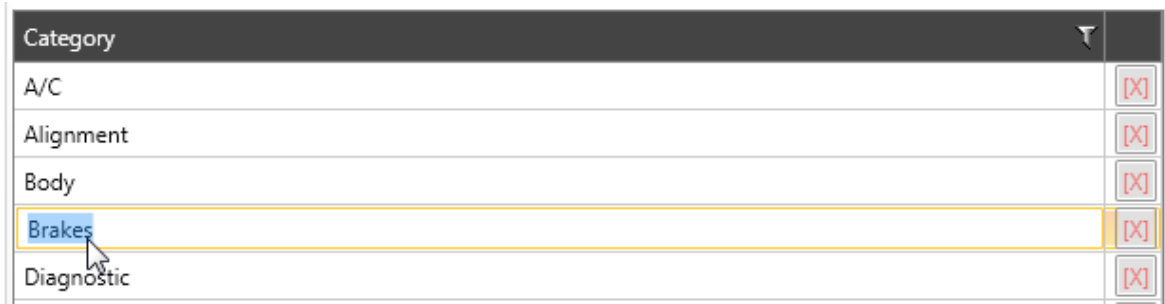 Category
A/C [X]
Alignment [X]
Body [X]
Brakes [X]
Diagnostic [X]